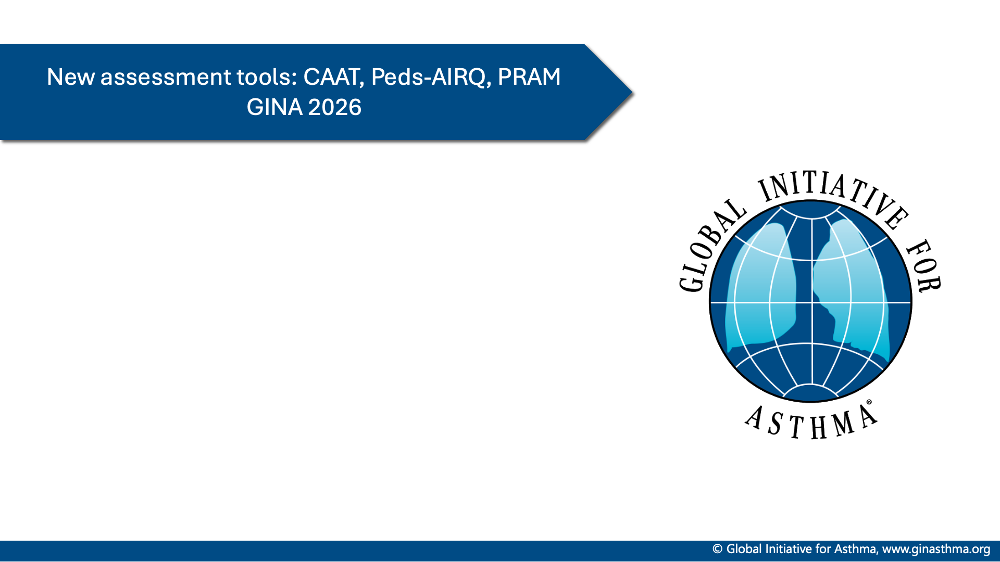 New assessment tools: CAAT, Peds-AIRQ, PRAM
GINA 2026
GLOBAL INITIATIVE FOR
ASTHMA®
© Global Initiative for Asthma, www.ginasthma.org